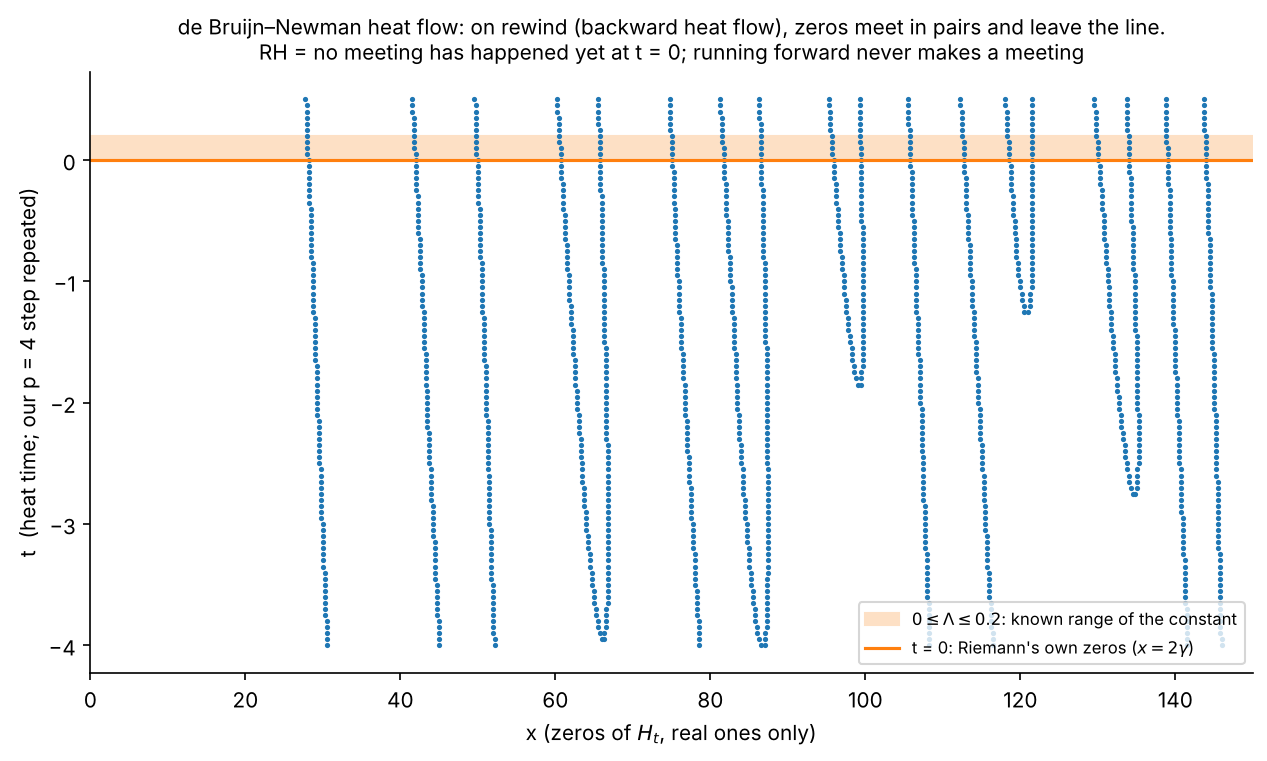 de Bruijn–Newman heat flow: on rewind (backward heat flow), zeros meet in pairs and leave the line.
RH = no meeting has happened yet at t = 0; running forward never makes a meeting
t (heat time; our p = 4 step repeated)
0
−1
−2
−3
−4
0 ≤ Λ ≤ 0.2: known range of the constant
t = 0: Riemann's own zeros (x = 2γ)
0 20 40 60 80 100 120 140
x (zeros of Hₜ, real ones only)